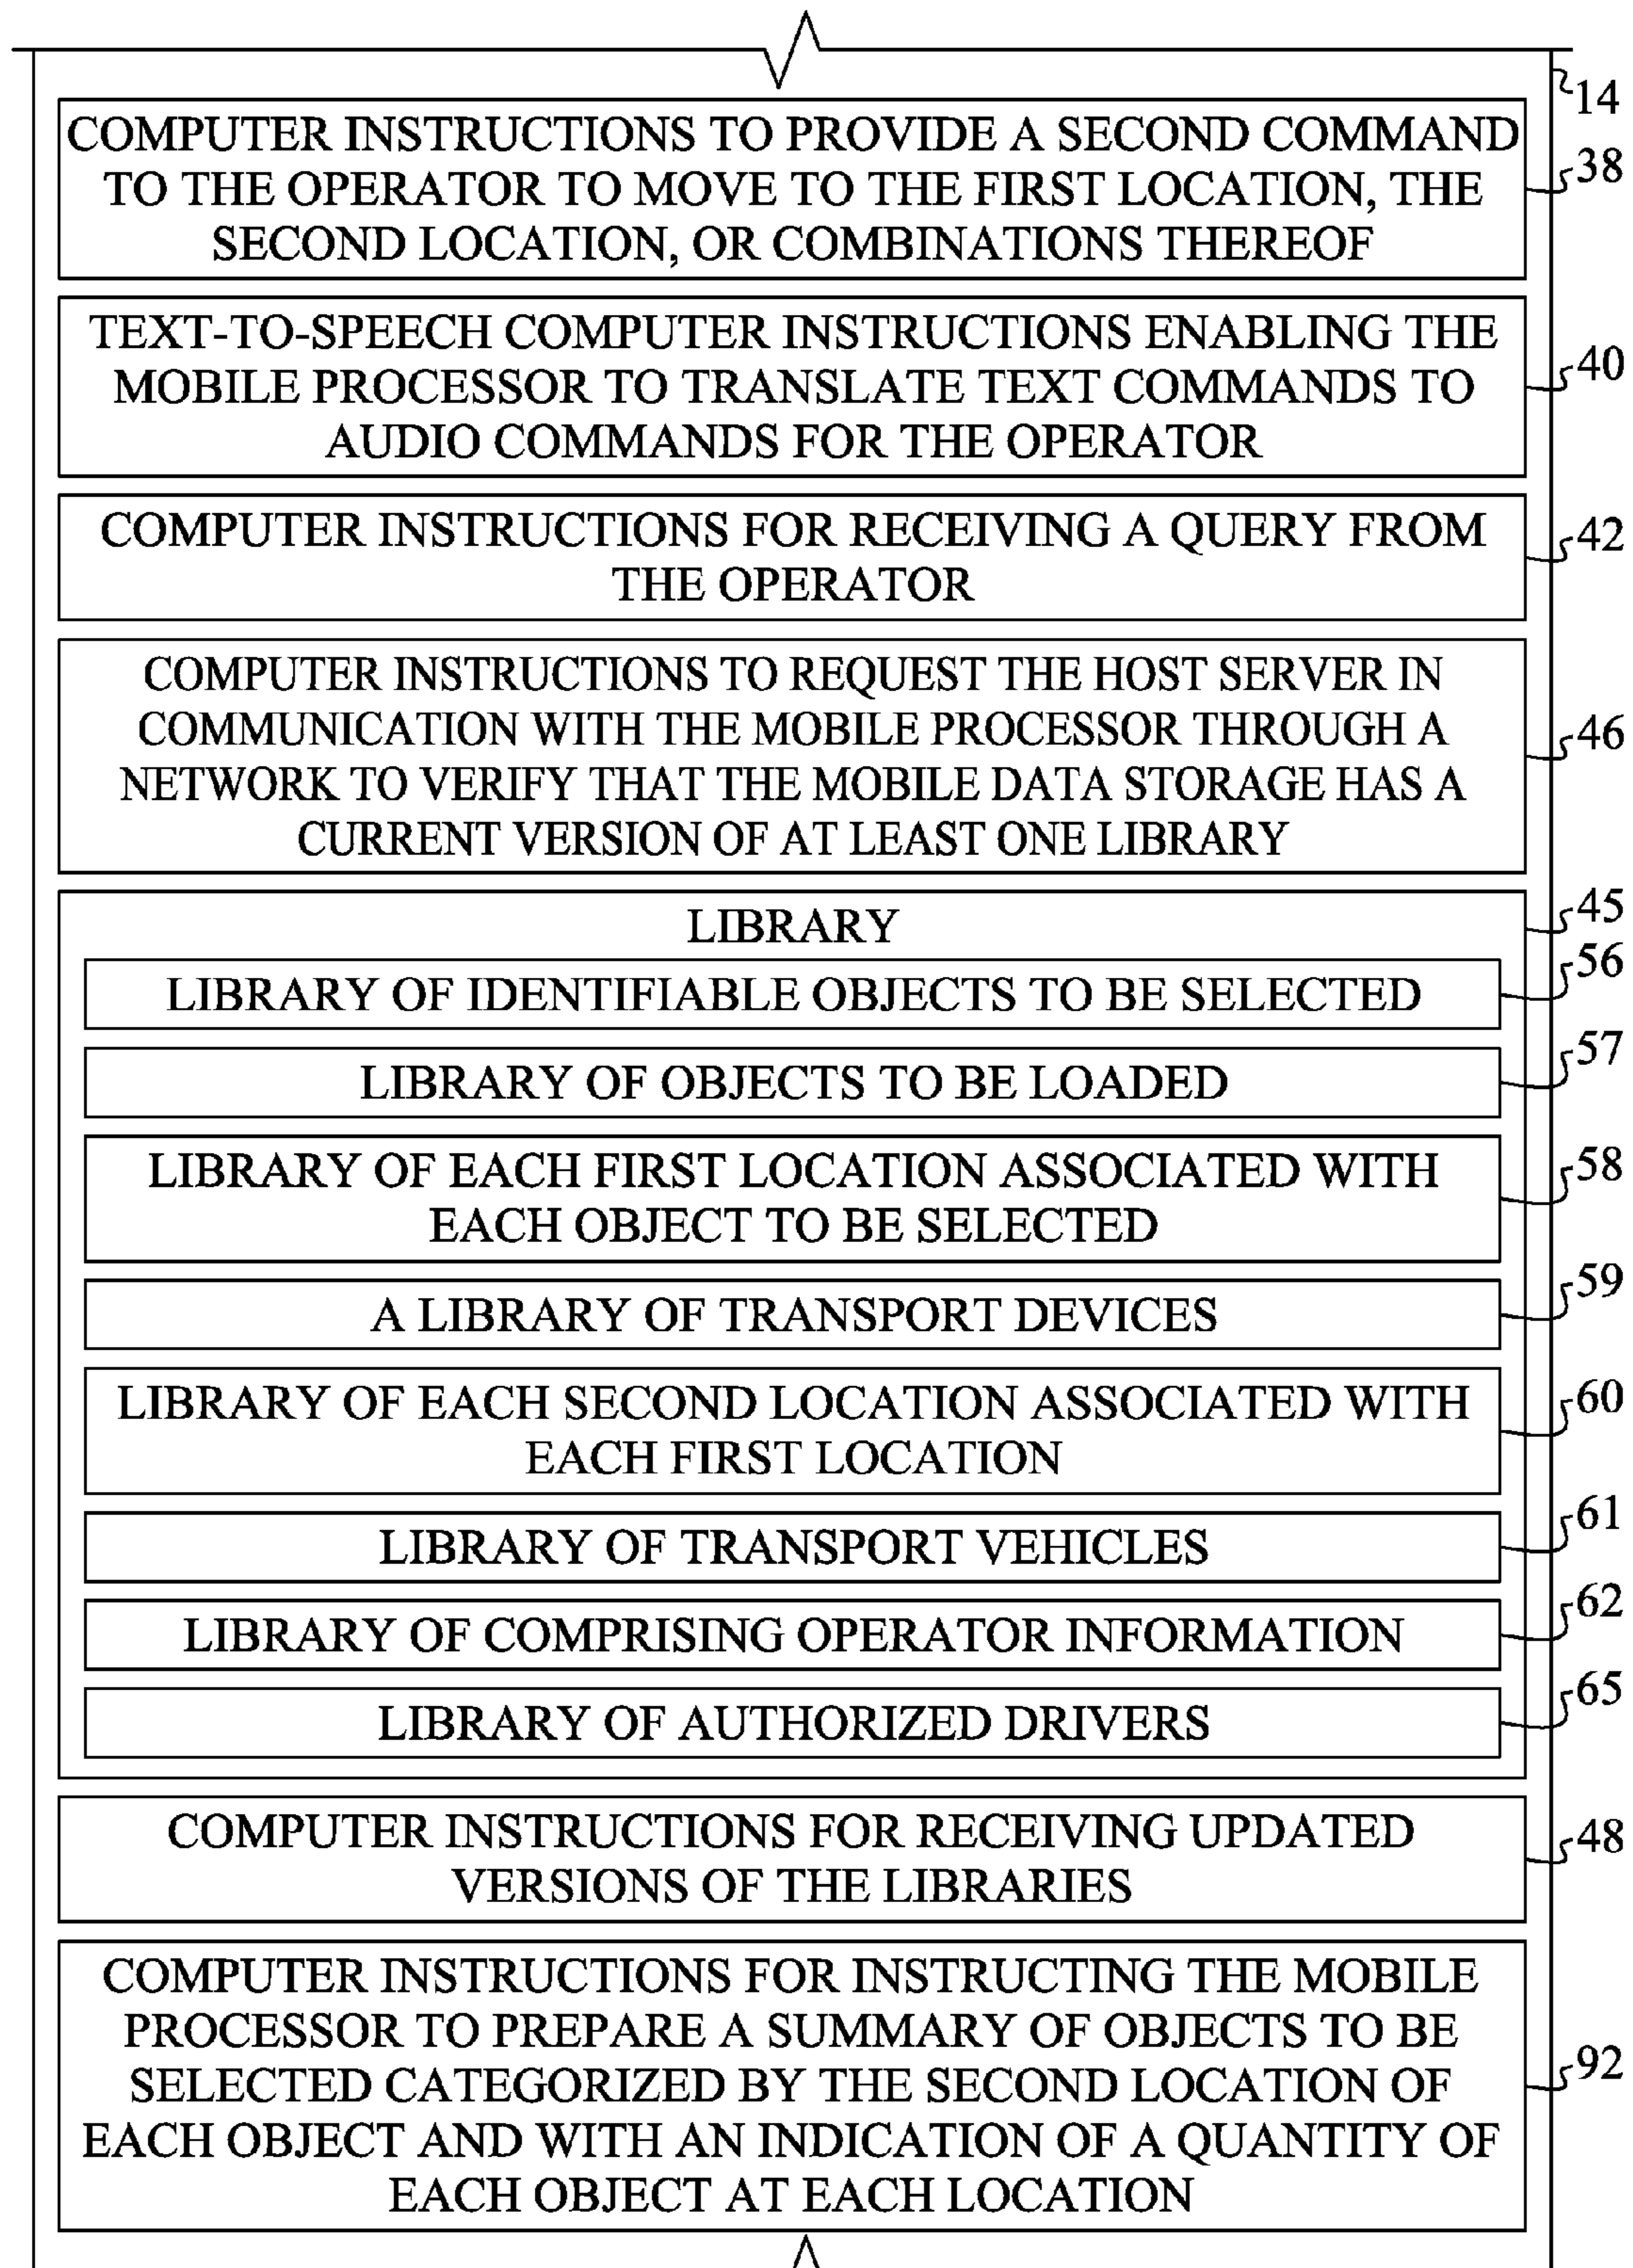 14
COMPUTER INSTRUCTIONS TO PROVIDE A SECOND COMMAND
TO THE OPERATOR TO MOVE TO THE FIRST LOCATION, THE
SECOND LOCATION, OR COMBINATIONS THEREOF
38
TEXT-TO-SPEECH COMPUTER INSTRUCTIONS ENABLING THE
MOBILE PROCESSOR TO TRANSLATE TEXT COMMANDS TO
AUDIO COMMANDS FOR THE OPERATOR
40
COMPUTER INSTRUCTIONS FOR RECEIVING A QUERY FROM
THE OPERATOR
42
COMPUTER INSTRUCTIONS TO REQUEST THE HOST SERVER IN
COMMUNICATION WITH THE MOBILE PROCESSOR THROUGH A
NETWORK TO VERIFY THAT THE MOBILE DATA STORAGE HAS A
CURRENT VERSION OF AT LEAST ONE LIBRARY
46
LIBRARY
45
LIBRARY OF IDENTIFIABLE OBJECTS TO BE SELECTED
56
LIBRARY OF OBJECTS TO BE LOADED
57
LIBRARY OF EACH FIRST LOCATION ASSOCIATED WITH
EACH OBJECT TO BE SELECTED
58
A LIBRARY OF TRANSPORT DEVICES
59
LIBRARY OF EACH SECOND LOCATION ASSOCIATED WITH
EACH FIRST LOCATION
60
LIBRARY OF TRANSPORT VEHICLES
61
LIBRARY OF COMPRISING OPERATOR INFORMATION
62
LIBRARY OF AUTHORIZED DRIVERS
65
COMPUTER INSTRUCTIONS FOR RECEIVING UPDATED
VERSIONS OF THE LIBRARIES
48
COMPUTER INSTRUCTIONS FOR INSTRUCTING THE MOBILE
PROCESSOR TO PREPARE A SUMMARY OF OBJECTS TO BE
SELECTED CATEGORIZED BY THE SECOND LOCATION OF
EACH OBJECT AND WITH AN INDICATION OF A QUANTITY OF
EACH OBJECT AT EACH LOCATION
92